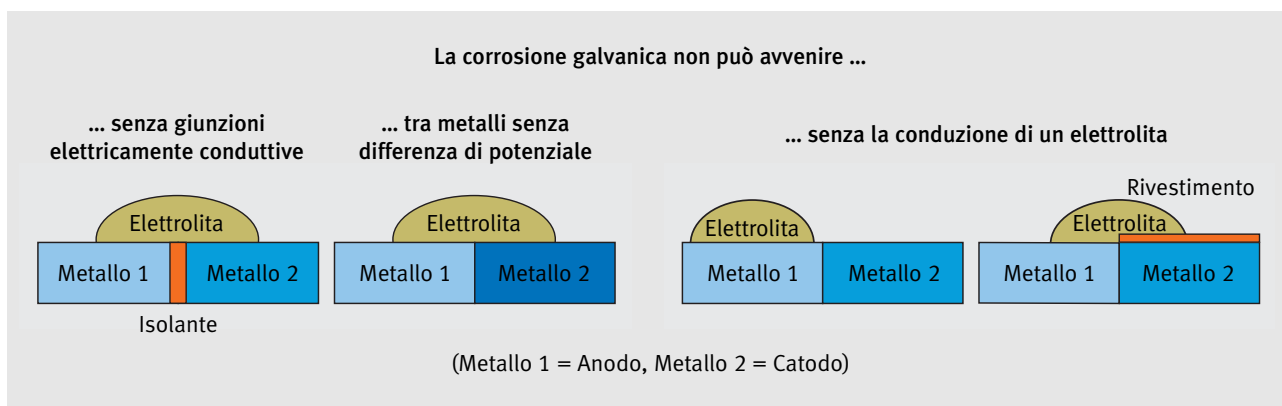 La corrosione galvanica non può avvenire ...
... senza giunzioni
elettricamente conduttive
... tra metalli senza
differenza di potenziale
... senza la conduzione di un elettrolita
Elettrolita
Metallo 1
Metallo 2
Isolante
Elettrolita
Metallo 1
Metallo 2
Elettrolita
Metallo 1
Metallo 2
Rivestimento
Elettrolita
Metallo 1
Metallo 2
(Metallo 1 = Anodo, Metallo 2 = Catodo)